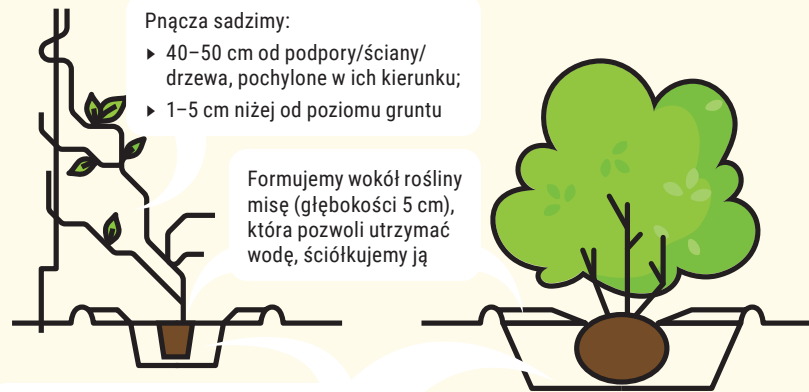 Pnącza sadzimy:
▸ 40–50 cm od podpory/ściany/
drzewa, pochylone w ich kierunku;
▸ 1–5 cm niżej od poziomu gruntu
Formujemy wokół rośliny
misę (głębokości 5 cm),
która pozwoli utrzymać
wodę, ściółkujemy ją